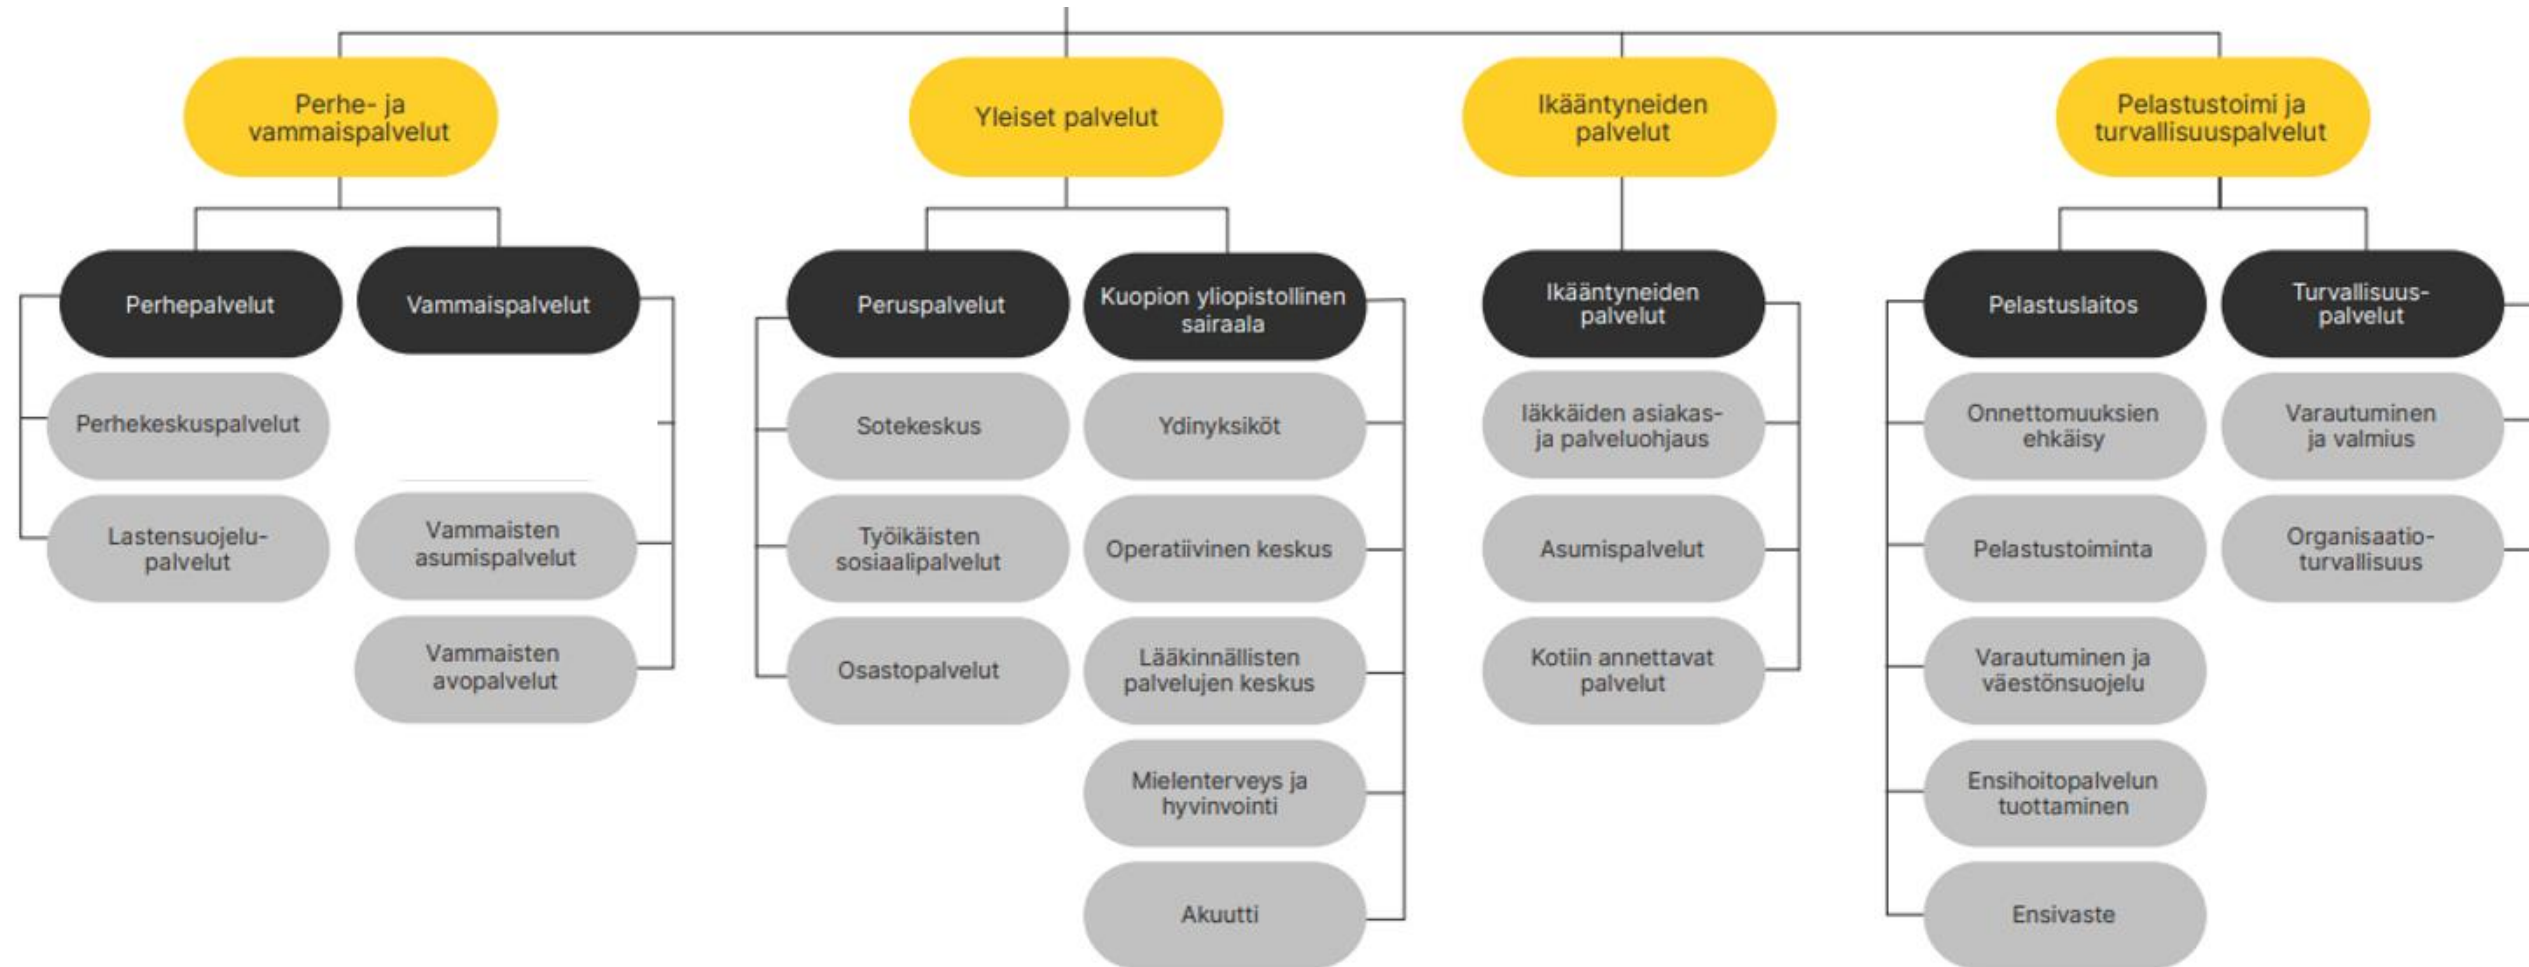 Perhe- ja
vammaispalvelut
Yleiset palvelut
Ikääntyneiden
palvelut
Pelastustoimi ja
turvallisuuspalvelut
Perhepalvelut
Vammaispalvelut
Peruspalvelut
Kuopion yliopistollinen
sairaala
Ikääntyneiden
palvelut
Pelastuslaitos
Turvallisuus-
palvelut
Perhekeskuspalvelut
Sotekeskus
Ydinyksiköt
Iäkkäiden asiakas-
ja palveluohjaus
Onnettomuuksien
ehkäisy
Varautuminen
ja valmius
Lastensuojelu-
palvelut
Vammaisten
asumispalvelut
Työikäisten
sosiaalipalvelut
Operatiivinen keskus
Asumispalvelut
Pelastustoiminta
Organisaatio-
turvallisuus
Vammaisten
avopalvelut
Osastopalvelut
Lääkinnällisten
palvelujen keskus
Kotiin annettavat
palvelut
Varautuminen ja
väestönsuojelu
Mielenterveys ja
hyvinvointi
Ensihoitopalvelun
tuottaminen
Akuutti
Ensivaste